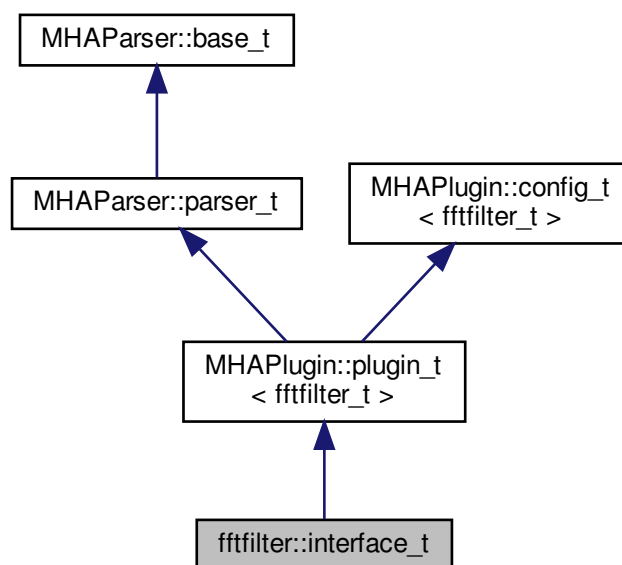 MHAParser::base_t
MHAParser::parser_t
MHAPlugin::config_t
< fftfilter_t >
MHAPlugin::plugin_t
< fftfilter_t >
fftfilter::interface_t